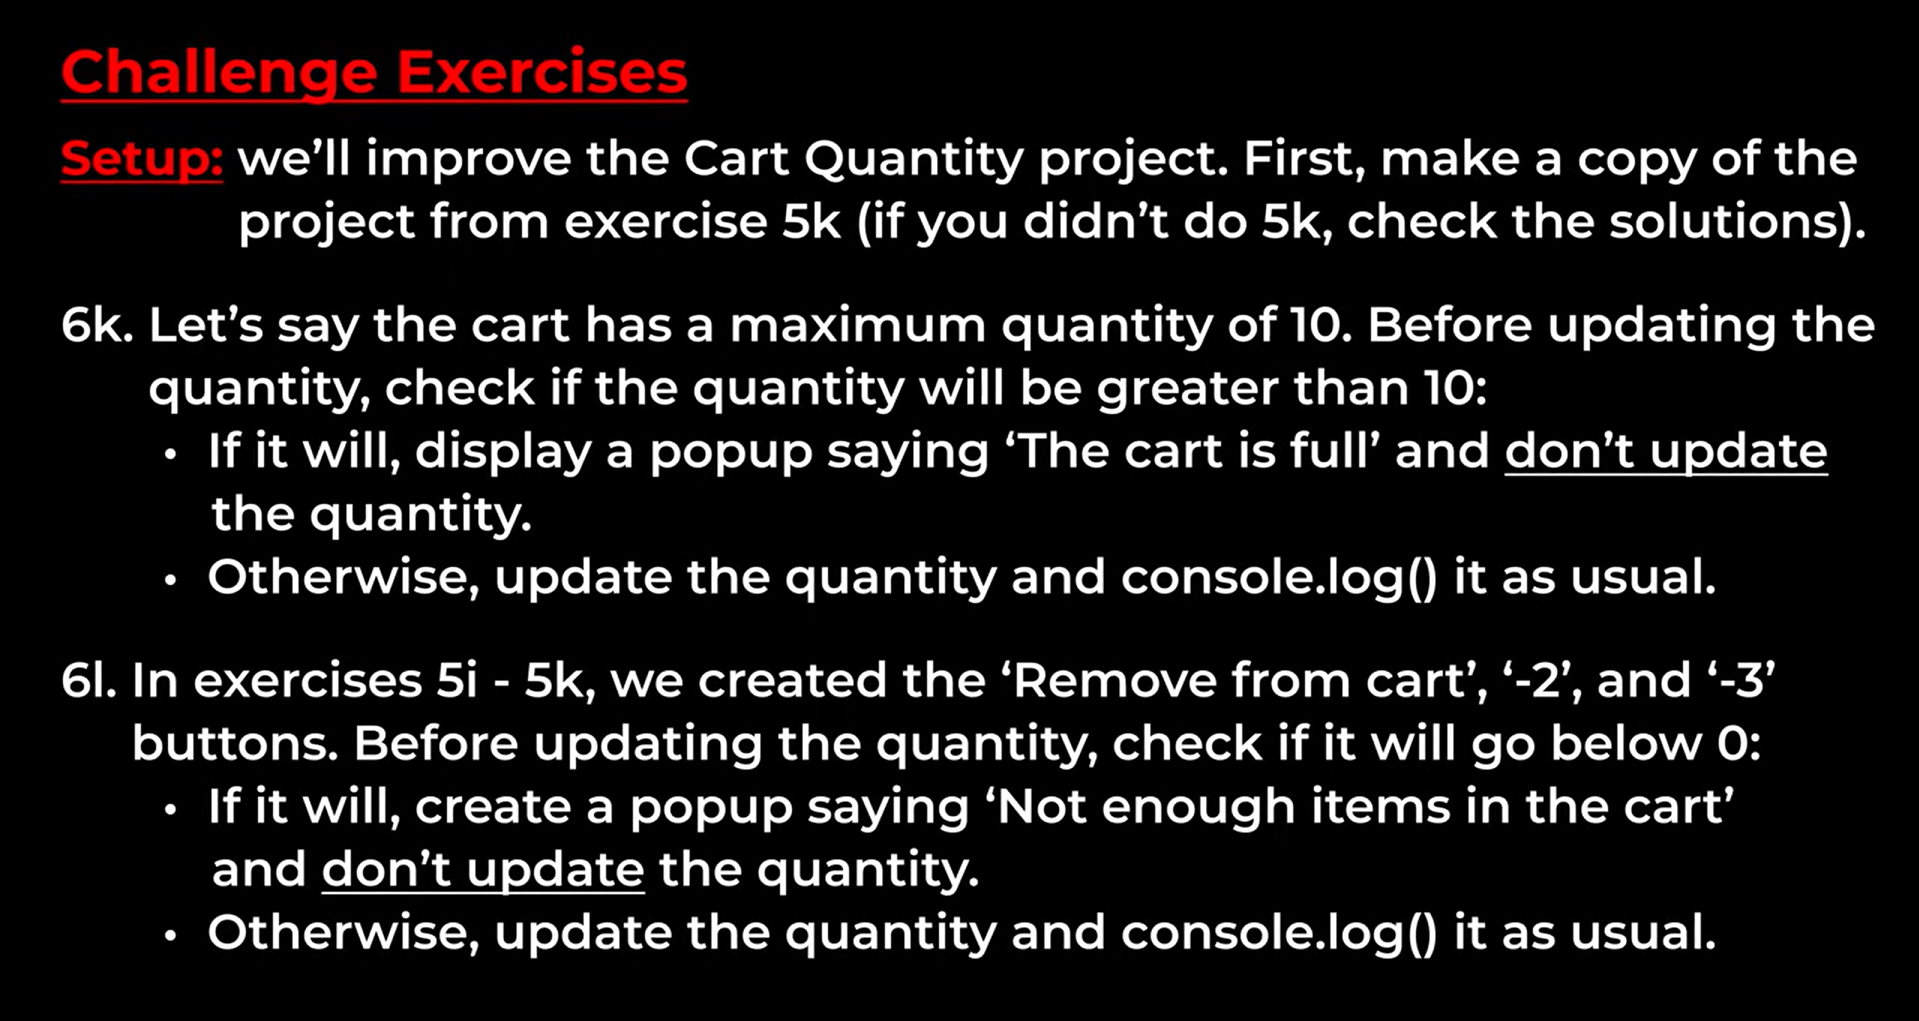 Challenge Exercises
Setup: we’ll improve the Cart Quantity project. First, make a copy of the
project from exercise 5k (if you didn’t do 5k, check the solutions).
6k. Let’s say the cart has a maximum quantity of 10. Before updating the
quantity, check if the quantity will be greater than 10:
• If it will, display a popup saying ‘The cart is full’ and don’t update
the quantity.
• Otherwise, update the quantity and console.log() it as usual.
6l. In exercises 5i - 5k, we created the ‘Remove from cart’, ‘-2’, and ‘-3’
buttons. Before updating the quantity, check if it will go below 0:
• If it will, create a popup saying ‘Not enough items in the cart’
and don’t update the quantity.
• Otherwise, update the quantity and console.log() it as usual.